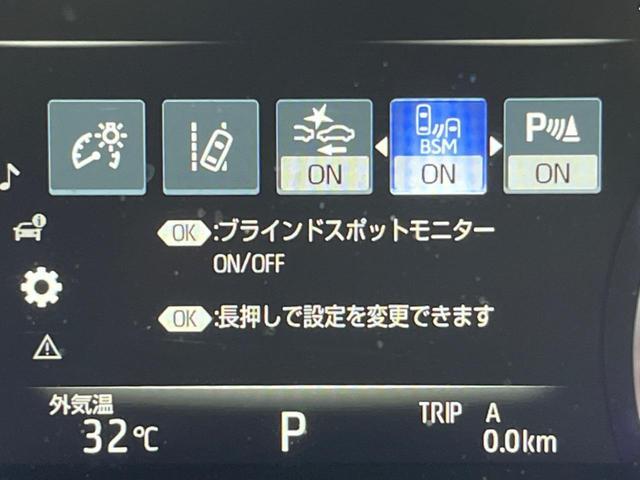 BSM P
ON ON ON
OK :ブラインドスポットモニター
ON/OFF
OK :長押しで設定を変更できます
外気温 TRIP A
32℃ P 0.0km